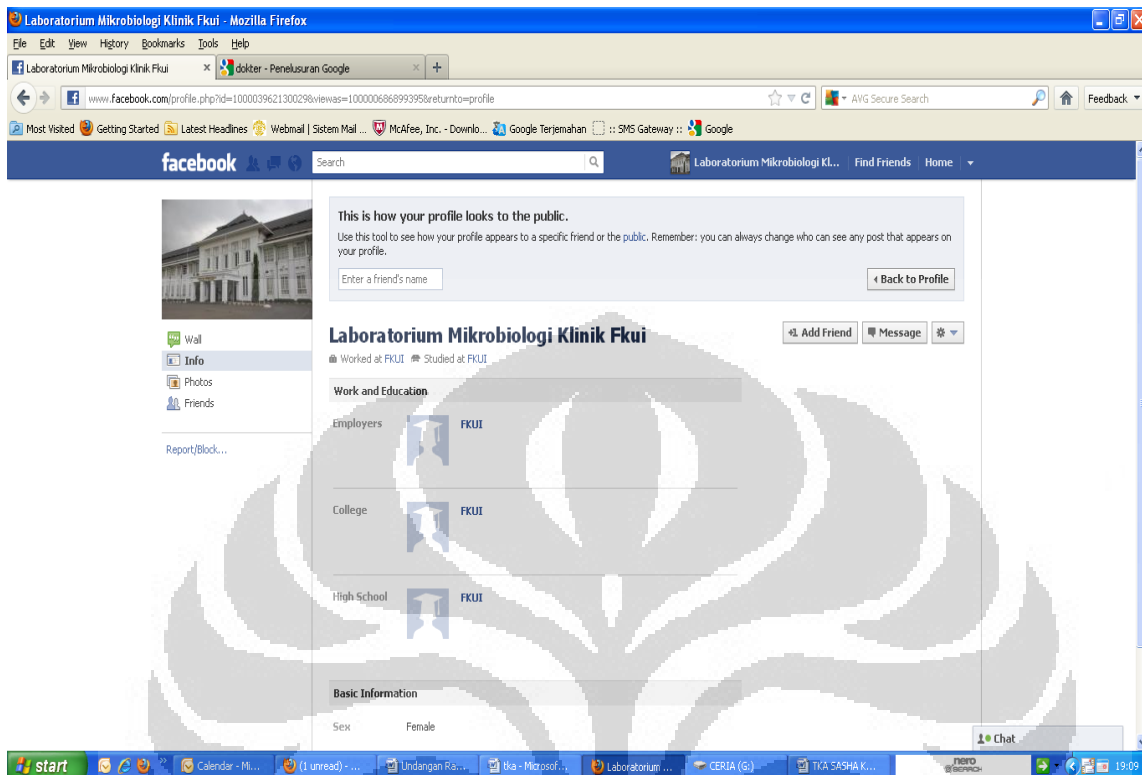 Laboratorium Mikrobiologi Klinik Fkui - Mozilla Firefox
File Edit View History Bookmarks Tools Help
Laboratorium Mikrobiologi Klinik Fkui × dokter - Penelusuran Google × +
www.facebook.com/profile.php?id=100003962130029&viewas=100000686899395&returnto=profile AVG Secure Search Feedback
Most Visited Getting Started Latest Headlines Webmail | Sistem Mail ... McAfee, Inc. - Downlo... Google Terjemahan :: SMS Gateway :: Google
facebook Search Laboratorium Mikrobiologi Kl... Find Friends Home
This is how your profile looks to the public.
Use this tool to see how your profile appears to a specific friend or the public. Remember: you can always change who can see any post that appears on
your profile.
Enter a friend's name Back to Profile
Laboratorium Mikrobiologi Klinik Fkui
+1 Add Friend Message
Worked at FKUI Studied at FKUI
Wall
Info
Photos
Friends
Report/Block...
Work and Education
Employers FKUI
College FKUI
High School FKUI
Basic Information
Sex Female
Chat
start Calendar - Mi... (1 unread) - ... Undangan Ra... tka - Microsof... Laboratorium ... CERIA (G:) TKA SASHA K... nero SEARCH 19:09